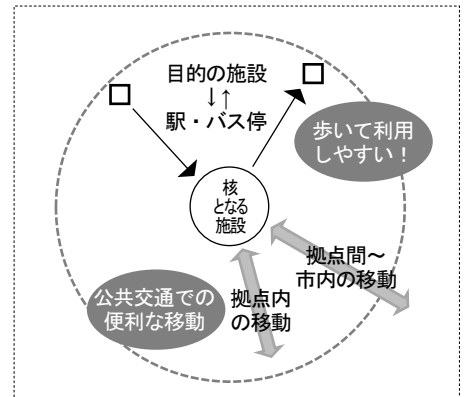 目的の施設
↓↑
駅・バス停
歩いて利用
しやすい！
核
となる
施設
拠点間～
市内の移動
公共交通での
便利な移動
拠点内
の移動